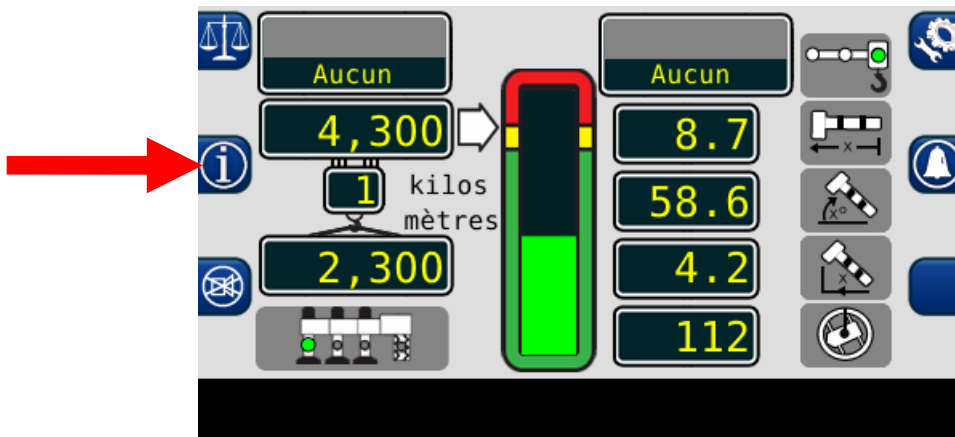 Aucun
4,300
1
kilos
mètres
2,300
Aucun
8.7
x
58.6
x°
4.2
x
112
i